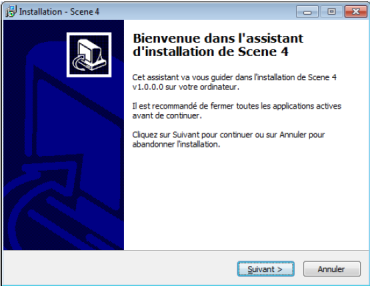 Installation - Scene 4
Bienvenue dans l'assistant
d'installation de Scene 4
Cet assistant va vous guider dans l'installation de Scene 4
v1.0.0.0 sur votre ordinateur.
Il est recommandé de fermer toutes les applications actives
avant de continuer.
Cliquez sur Suivant pour continuer ou sur Annuler pour
abandonner l'installation.
Suivant > Annuler